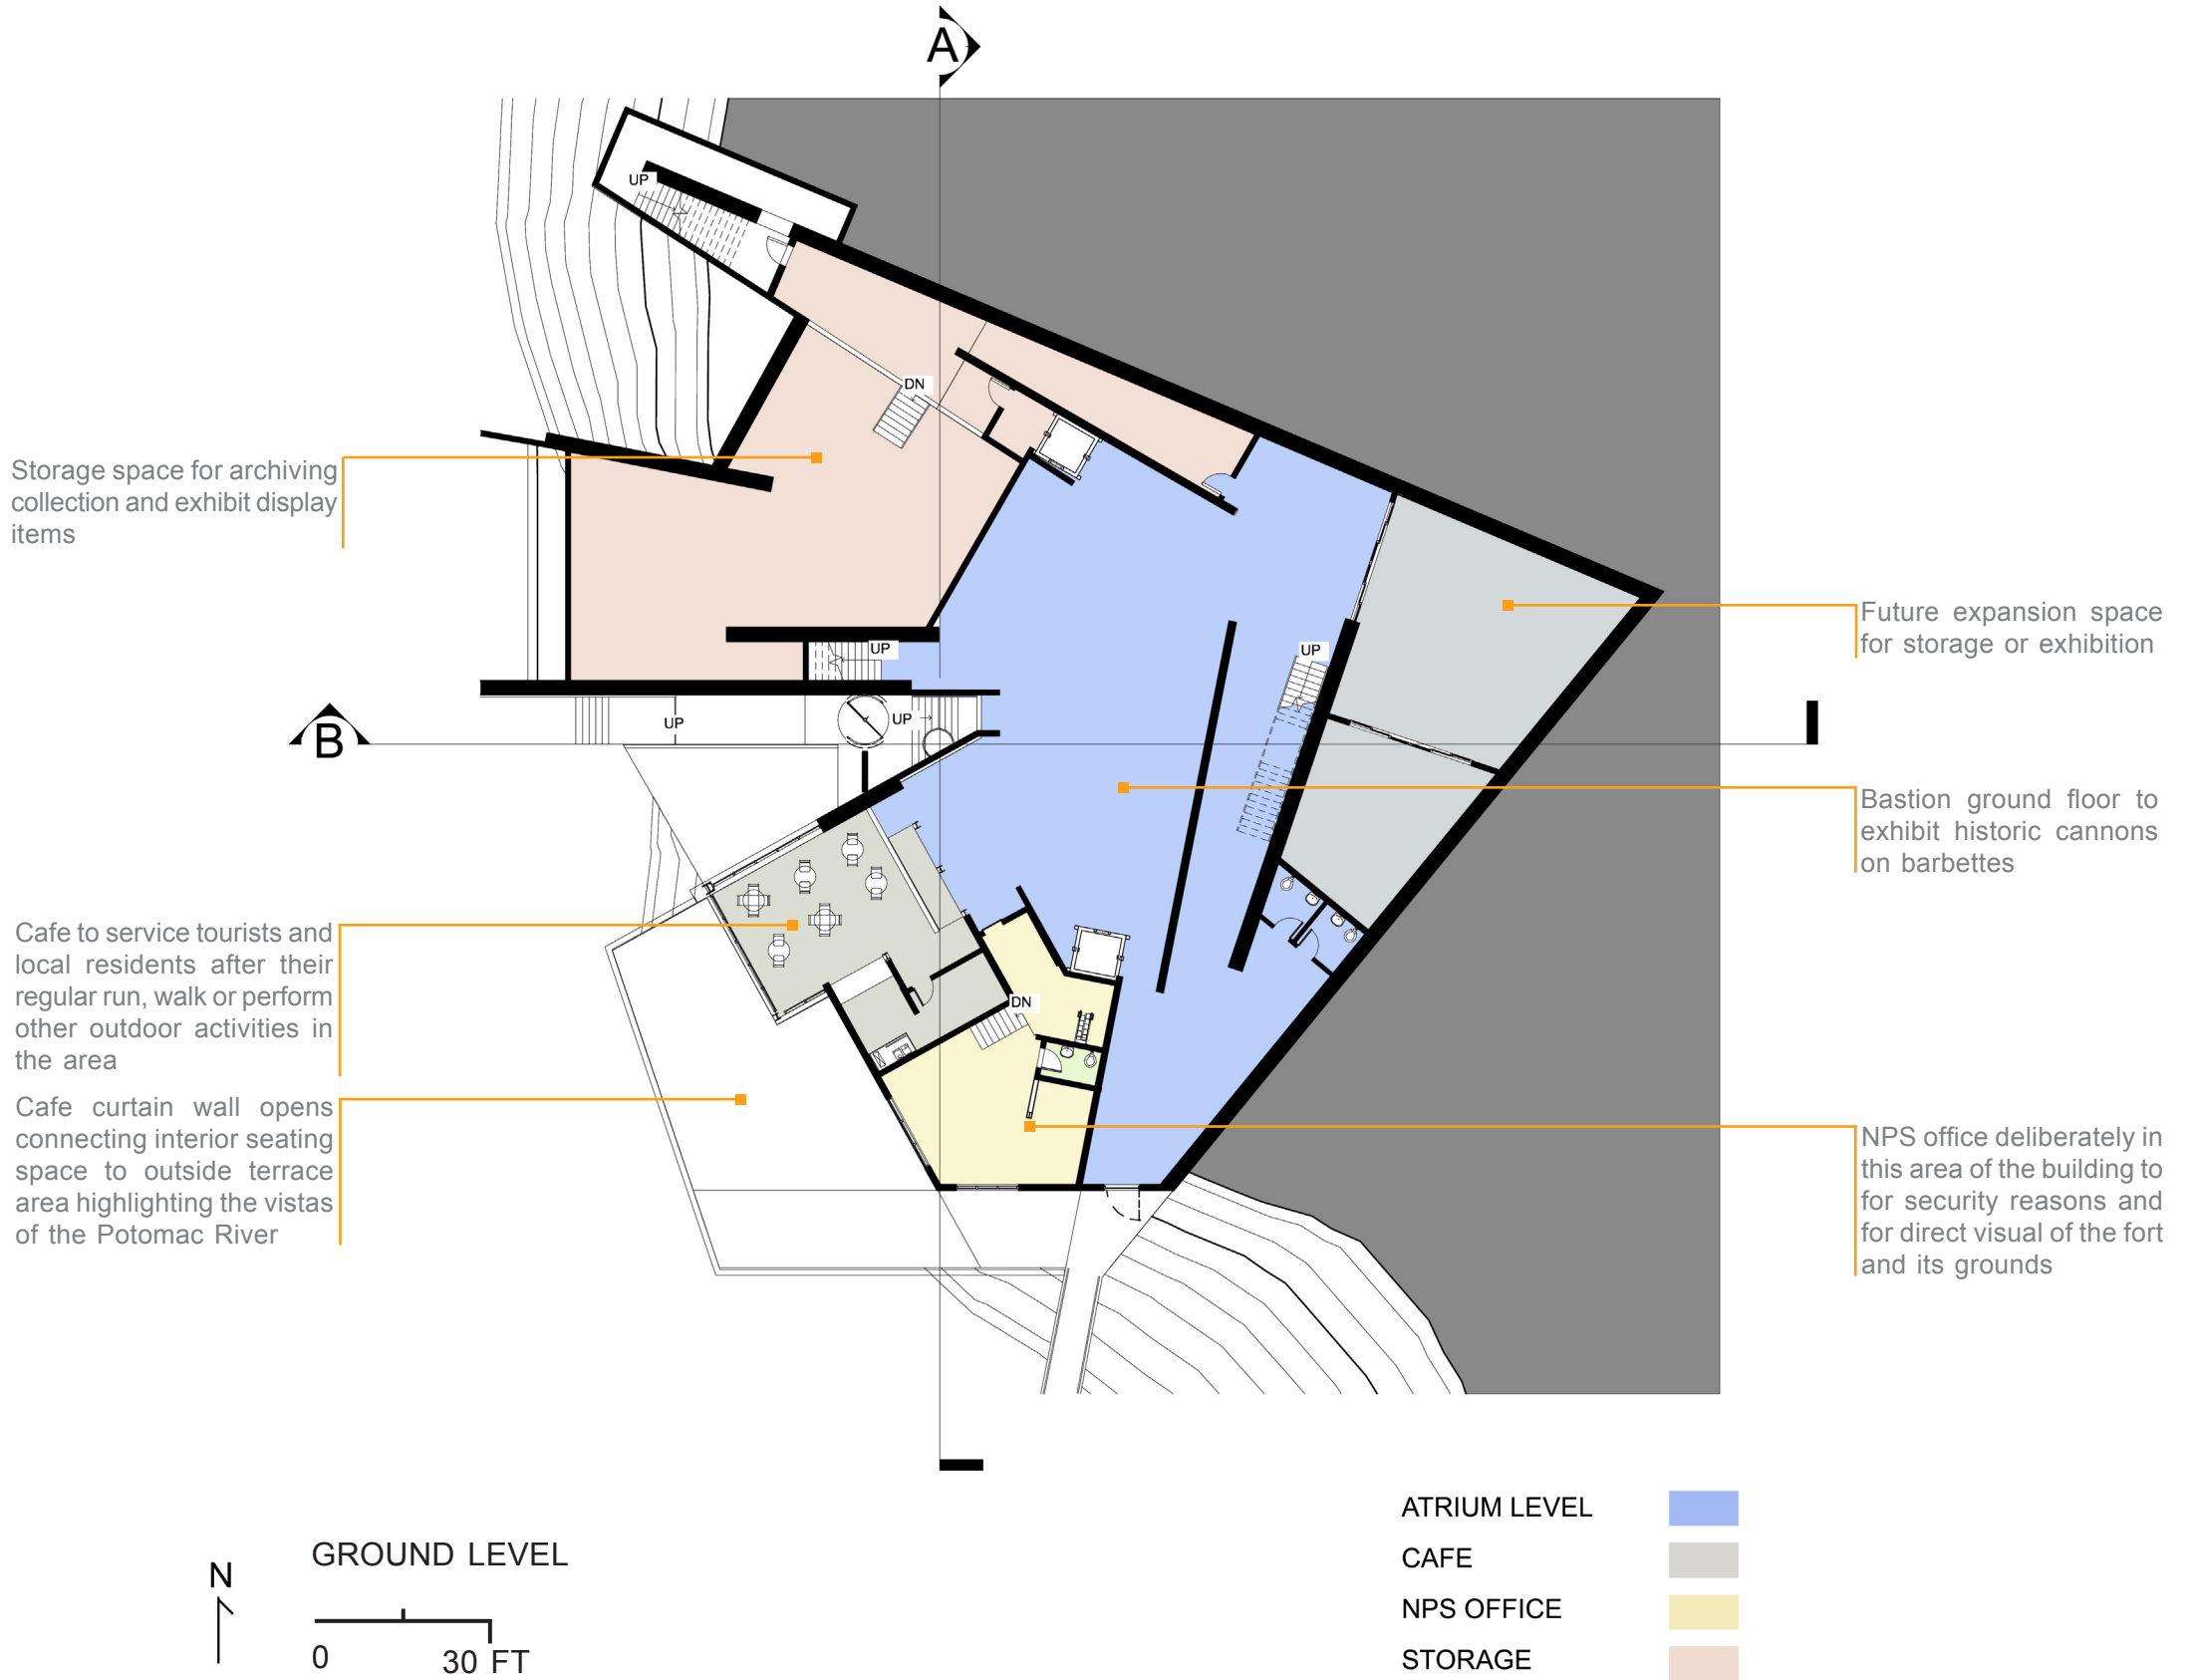 A
UP
DN
Storage space for archiving
collection and exhibit display
items
Future expansion space
for storage or exhibition
UP
UP
UP
UP
B
Bastion ground floor to
exhibit historic cannons
on barbettes
Cafe to service tourists and
local residents after their
regular run, walk or perform
other outdoor activities in
the area
DN
Cafe curtain wall opens
connecting interior seating
space to outside terrace
area highlighting the vistas
of the Potomac River
NPS office deliberately in
this area of the building to
for security reasons and
for direct visual of the fort
and its grounds
ATRIUM LEVEL
CAFE
NPS OFFICE
STORAGE
GROUND LEVEL
N
0 30 FT